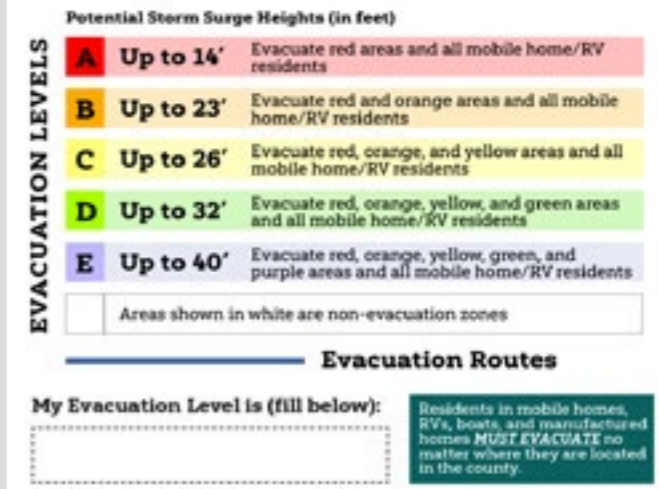 Potential Storm Surge Heights (in feet)
EVACUATION LEVELS
A Up to 14′ Evacuate red areas and all mobile home/RV
residents
B Up to 23′ Evacuate red and orange areas and all mobile
home/RV residents
C Up to 26′ Evacuate red, orange, and yellow areas and all
mobile home/RV residents
D Up to 32′ Evacuate red, orange, yellow, and green areas
and all mobile home/RV residents
E Up to 40′ Evacuate red, orange, yellow, green, and
purple areas and all mobile home/RV residents
Areas shown in white are non-evacuation zones
Evacuation Routes
My Evacuation Level is (fill below):
Residents in mobile homes,
RVs, boats, and manufactured
homes MUST EVACUATE no
matter where they are located
in the county.